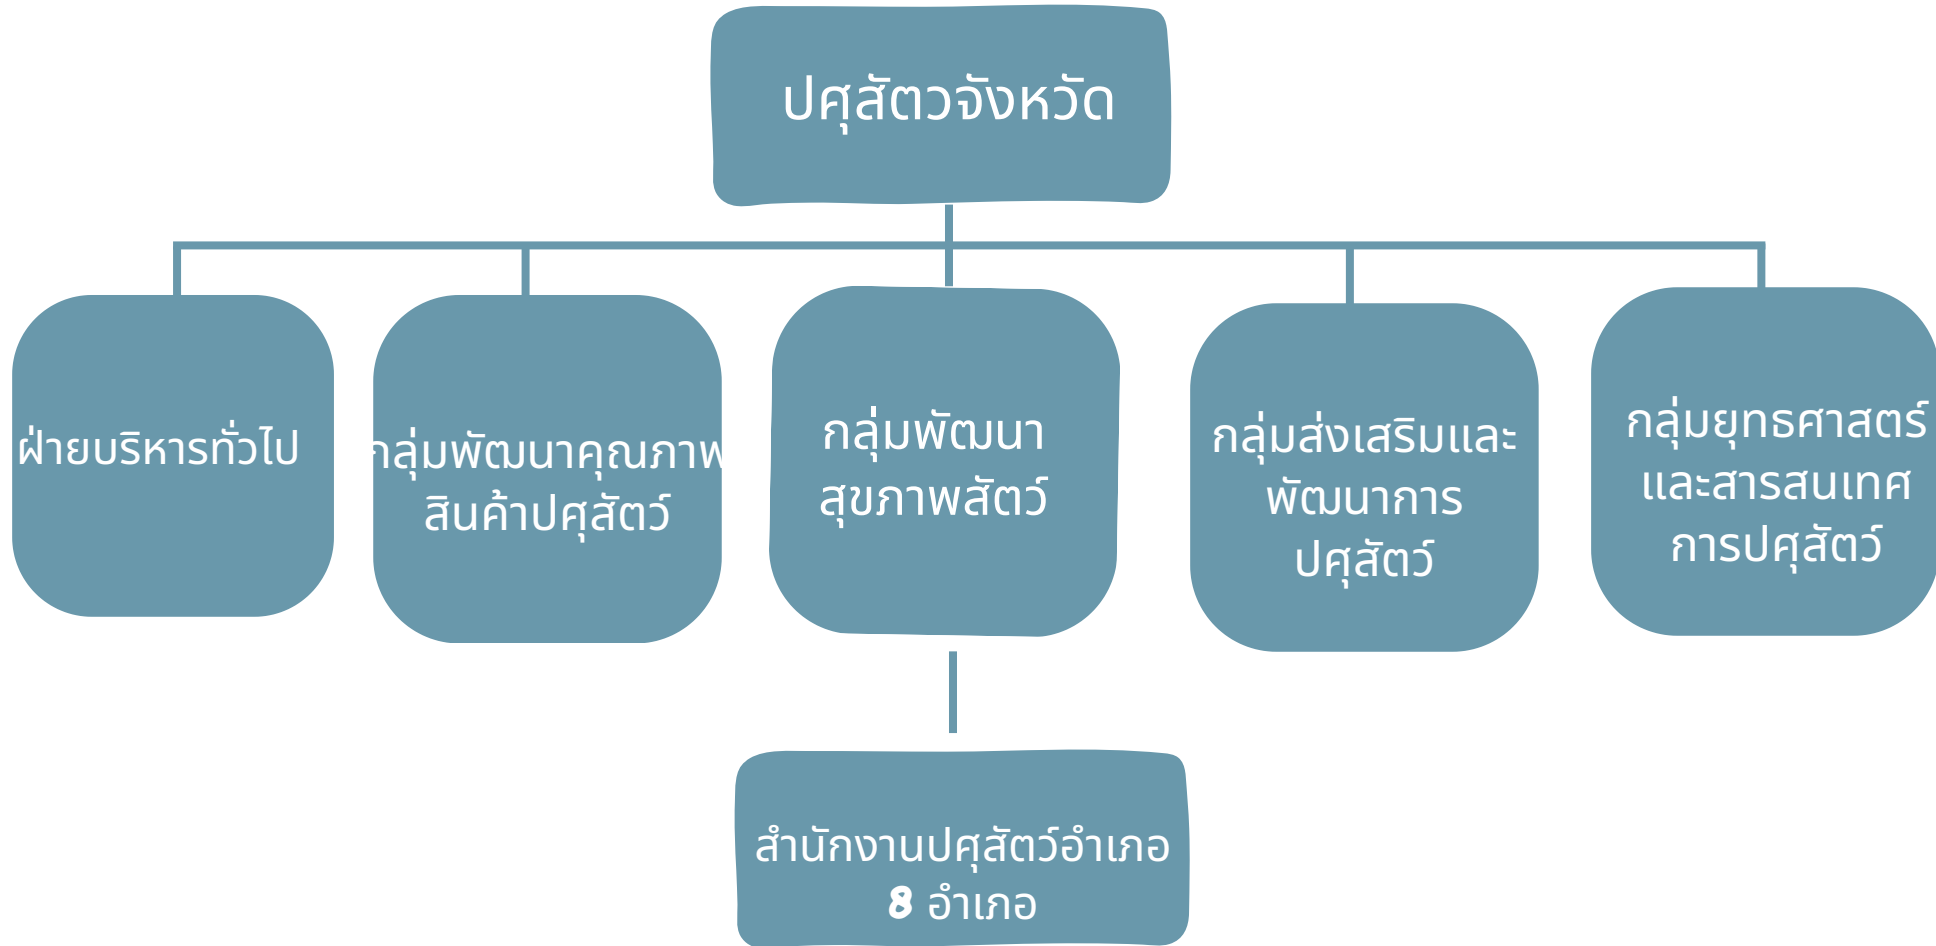 ปศุสัตวจังหวัด
ฝ่ายบริหารทั่วไป
กลุ่มพัฒนาคุณภาพ
สินค้าปศุสัตว์
กลุ่มพัฒนา
สุขภาพสัตว์
กลุ่มส่งเสริมและ
พัฒนาการ
ปศุสัตว์
กลุ่มยุทธศาสตร์
และสารสนเทศ
การปศุสัตว์
สำนักงานปศุสัตว์อำเภอ
8 อำเภอ